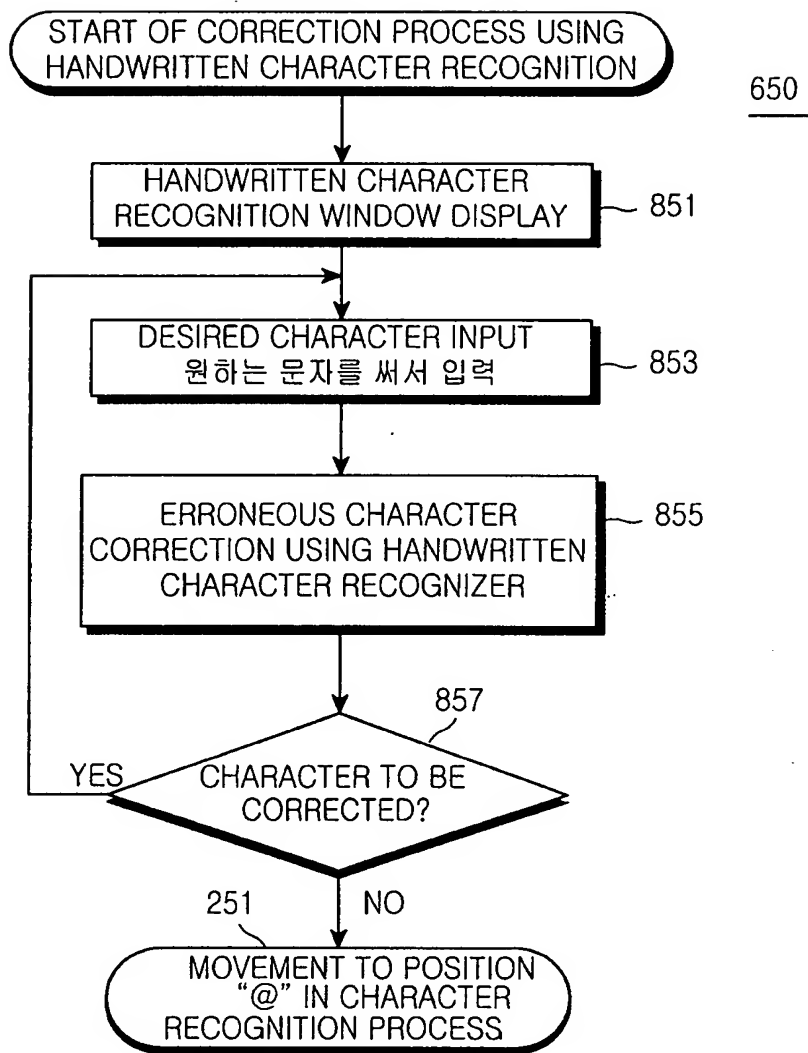 START OF CORRECTION PROCESS USING
HANDWRITTEN CHARACTER RECOGNITION
650
HANDWRITTEN CHARACTER
RECOGNITION WINDOW DISPLAY
851
DESIRED CHARACTER INPUT
원하는 문자를 써서 입력
853
ERRONEOUS CHARACTER
CORRECTION USING HANDWRITTEN
CHARACTER RECOGNIZER
855
857
YES
CHARACTER TO BE
CORRECTED?
251
NO
MOVEMENT TO POSITION
“@” IN CHARACTER
RECOGNITION PROCESS